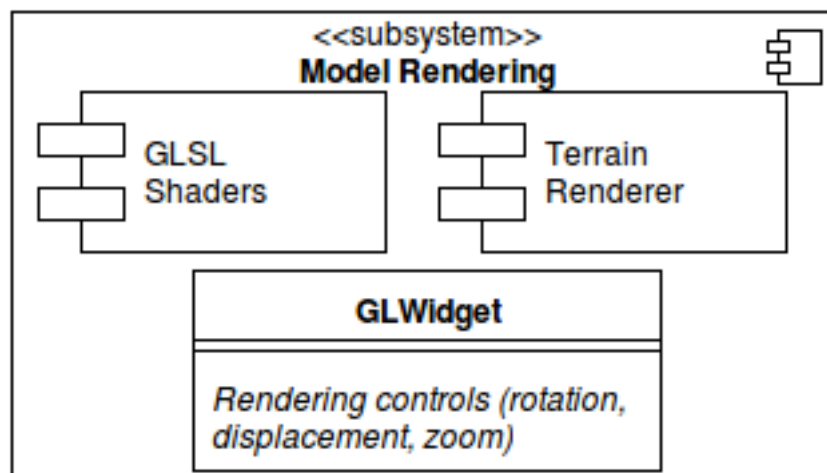 <<subsystem>>
Model Rendering
GLSL
Shaders
Terrain
Renderer
GLWidget
Rendering controls (rotation,
displacement, zoom)